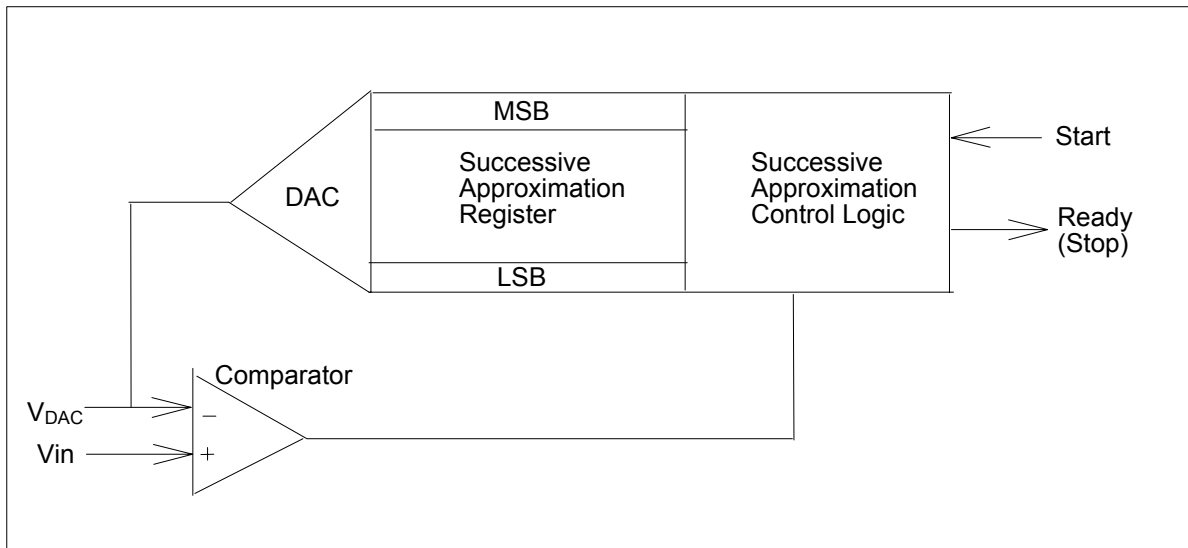 MSB
Successive
Approximation
Register
LSB
DAC
Successive
Approximation
Control Logic
Start
Ready
(Stop)
Comparator
VDAC
Vin
−
+